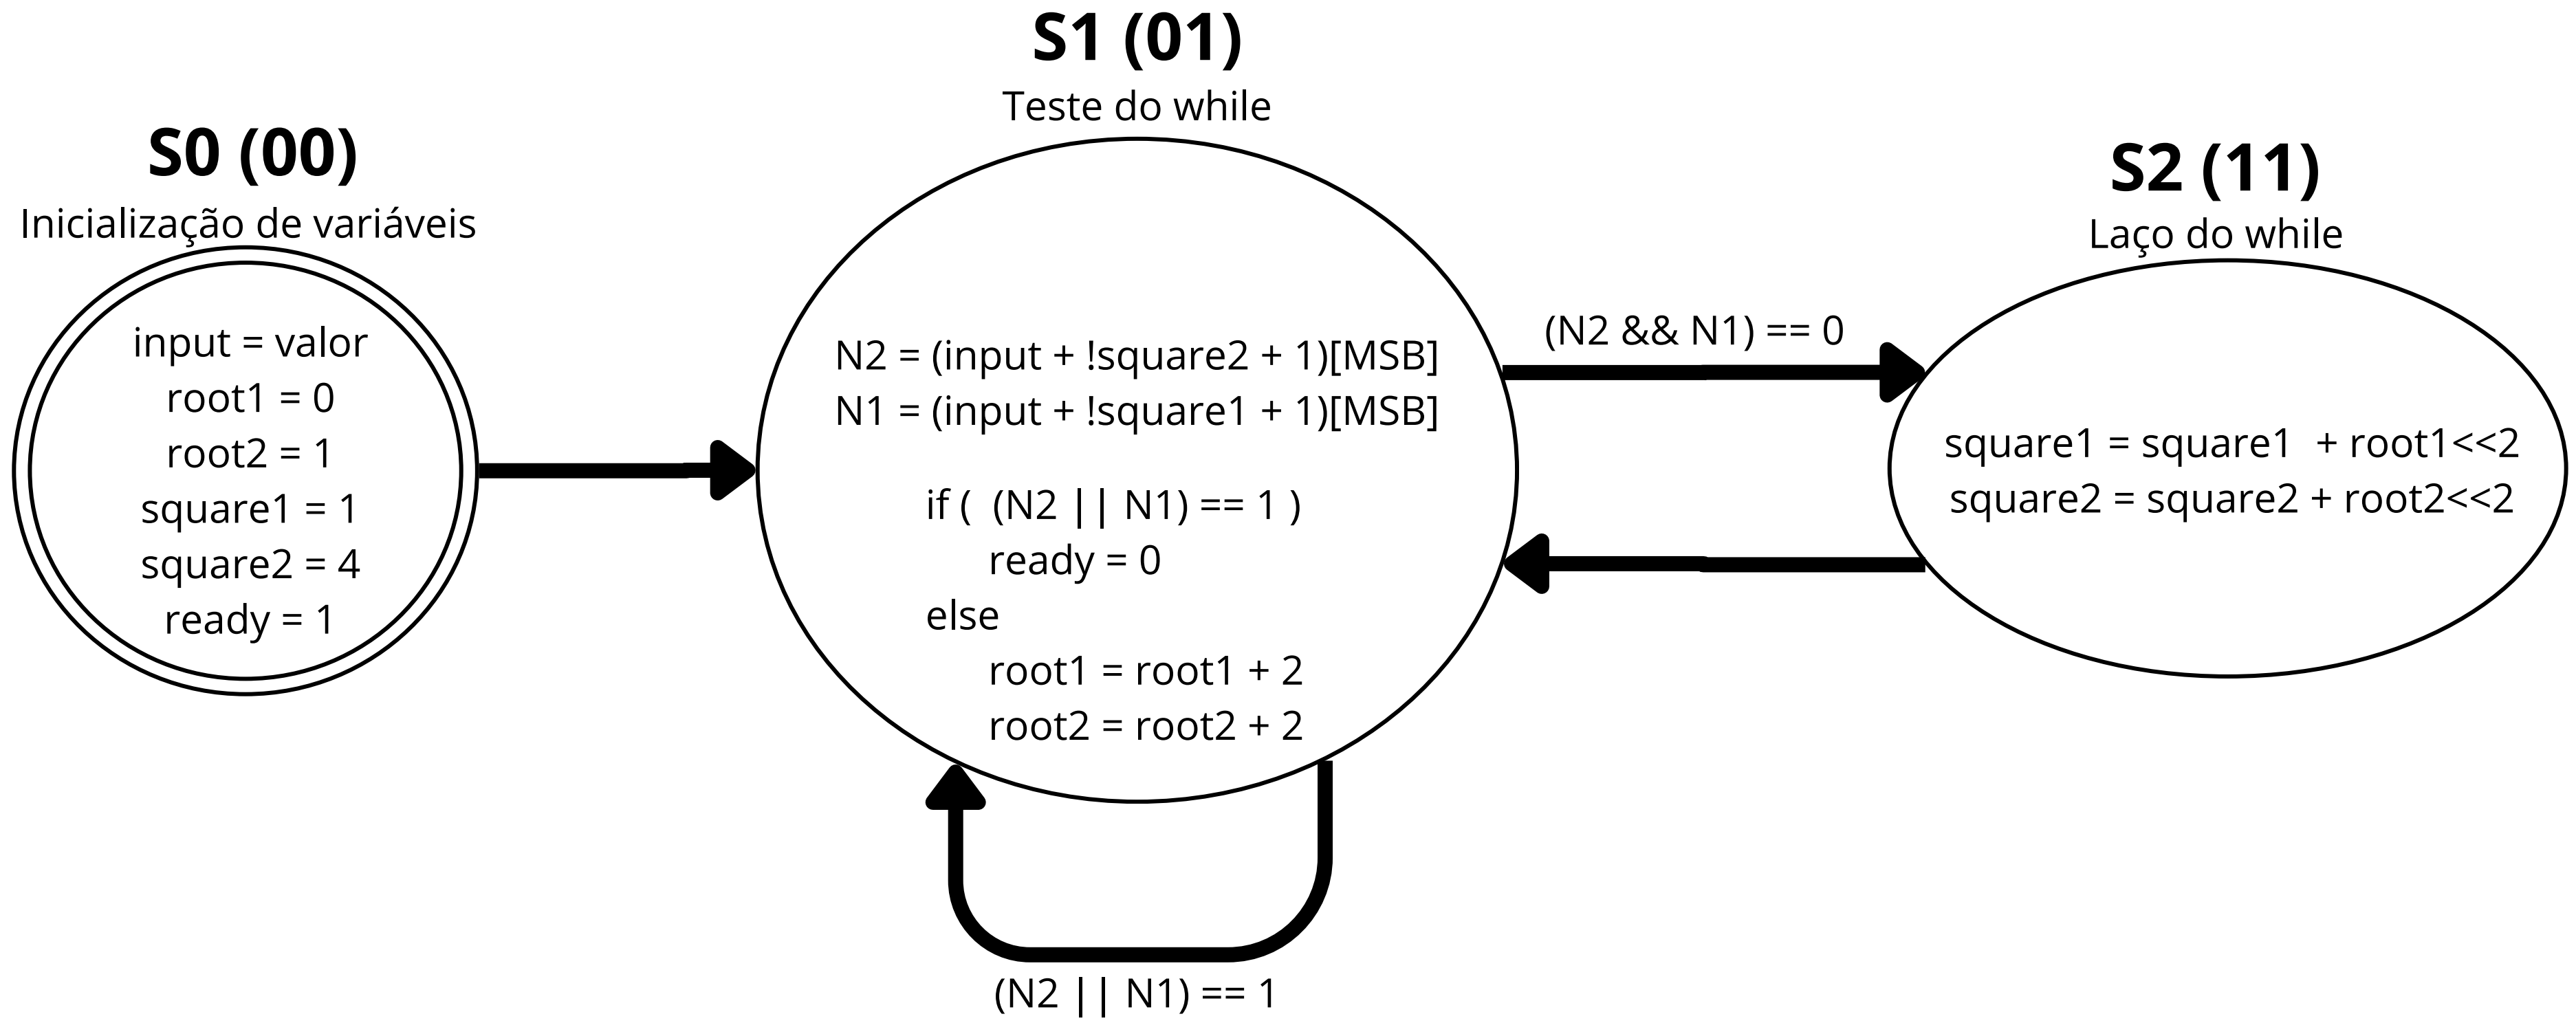 S0 (00)
Inicialização de variáveis
input = valor
root1 = 0
root2 = 1
square1 = 1
square2 = 4
ready = 1
S1 (01)
Teste do while
N2 = (input + !square2 + 1)[MSB]
N1 = (input + !square1 + 1)[MSB]
if (  (N2 || N1) == 1 )
ready = 0
else
root1 = root1 + 2
root2 = root2 + 2
(N2 || N1) == 1
(N2 && N1) == 0
S2 (11)
Laço do while
square1 = square1  + root1<<2
square2 = square2 + root2<<2